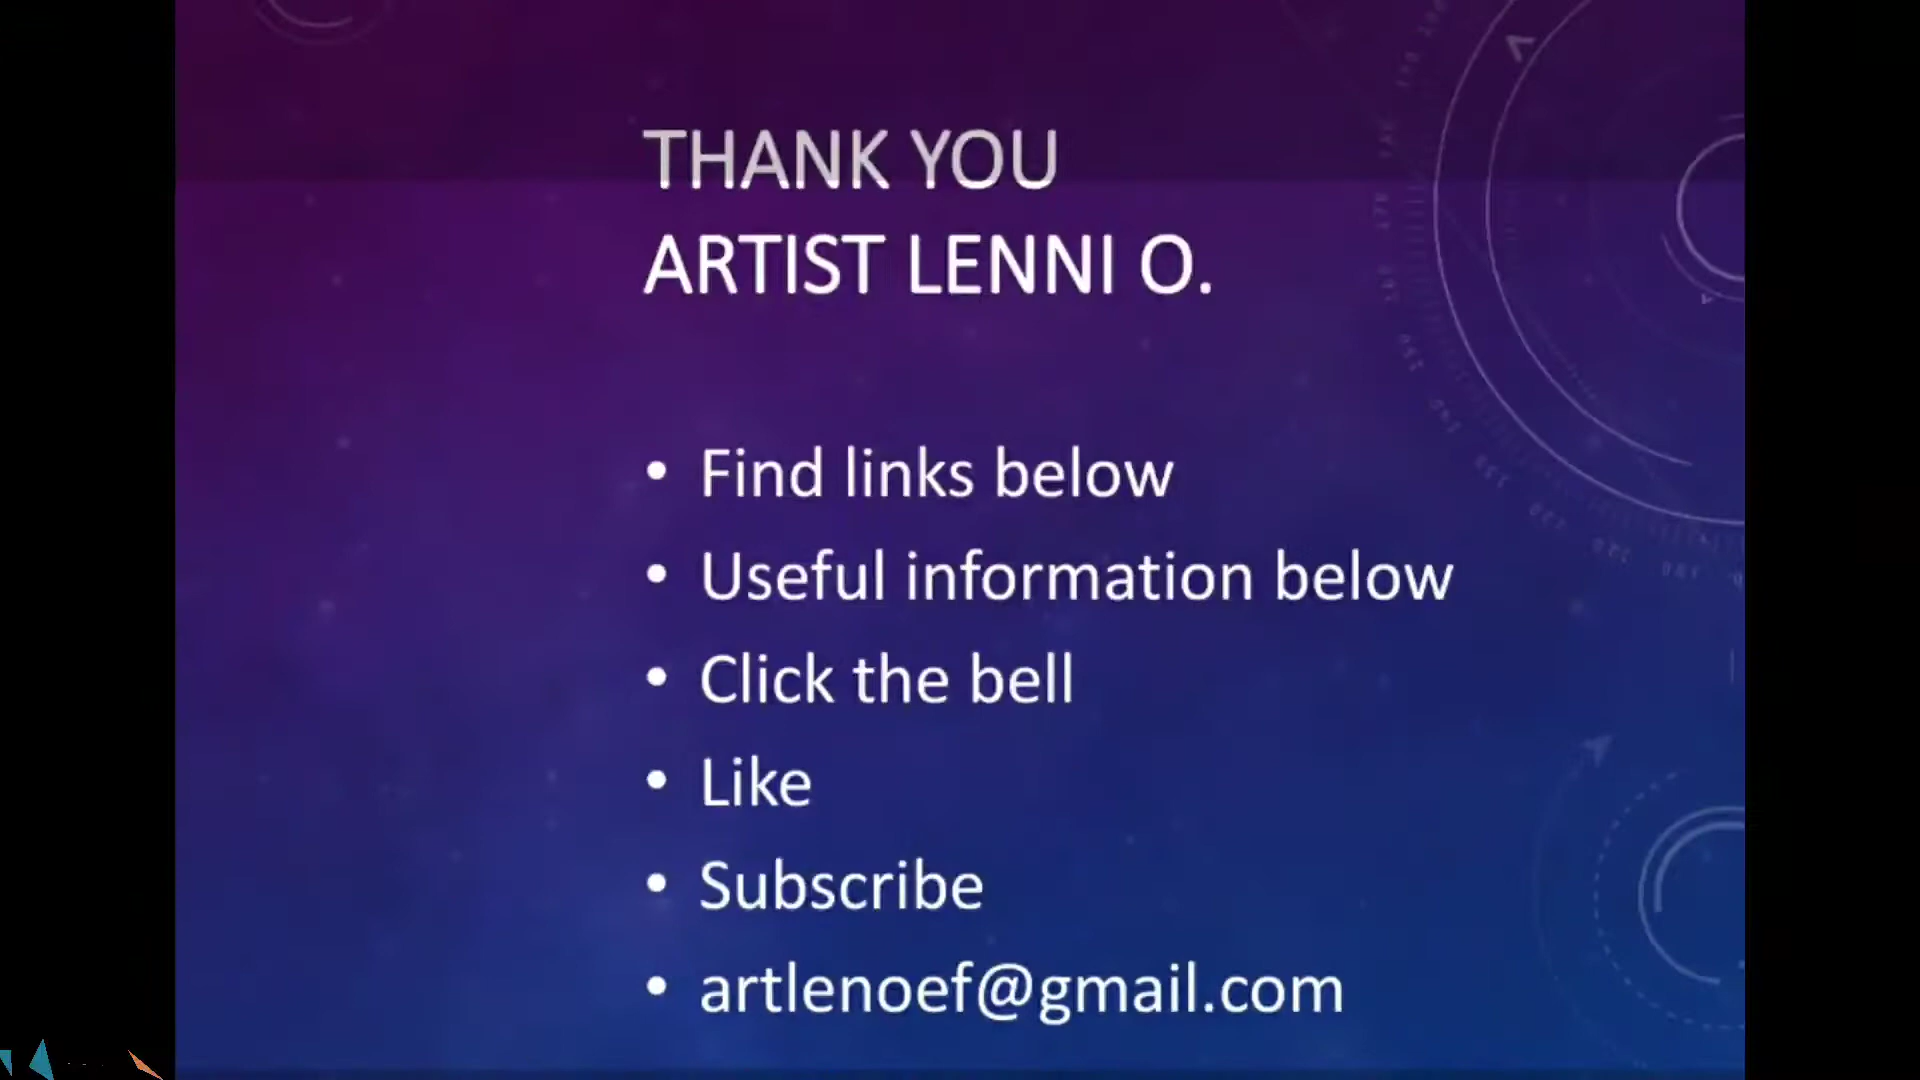 THANK YOU
ARTIST LENNI O.
• Find links below
• Useful information below
• Click the bell
• Like
• Subscribe
• artlenoef@gmail.com